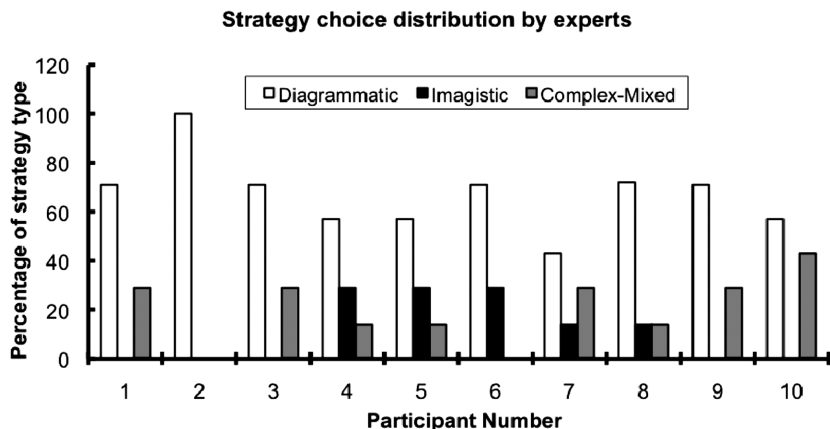 Strategy choice distribution by experts
Percentage of strategy type
120
100
80
60
40
20
0
Diagrammatic Imagistic Complex-Mixed
1 2 3 4 5 6 7 8 9 10
Participant Number